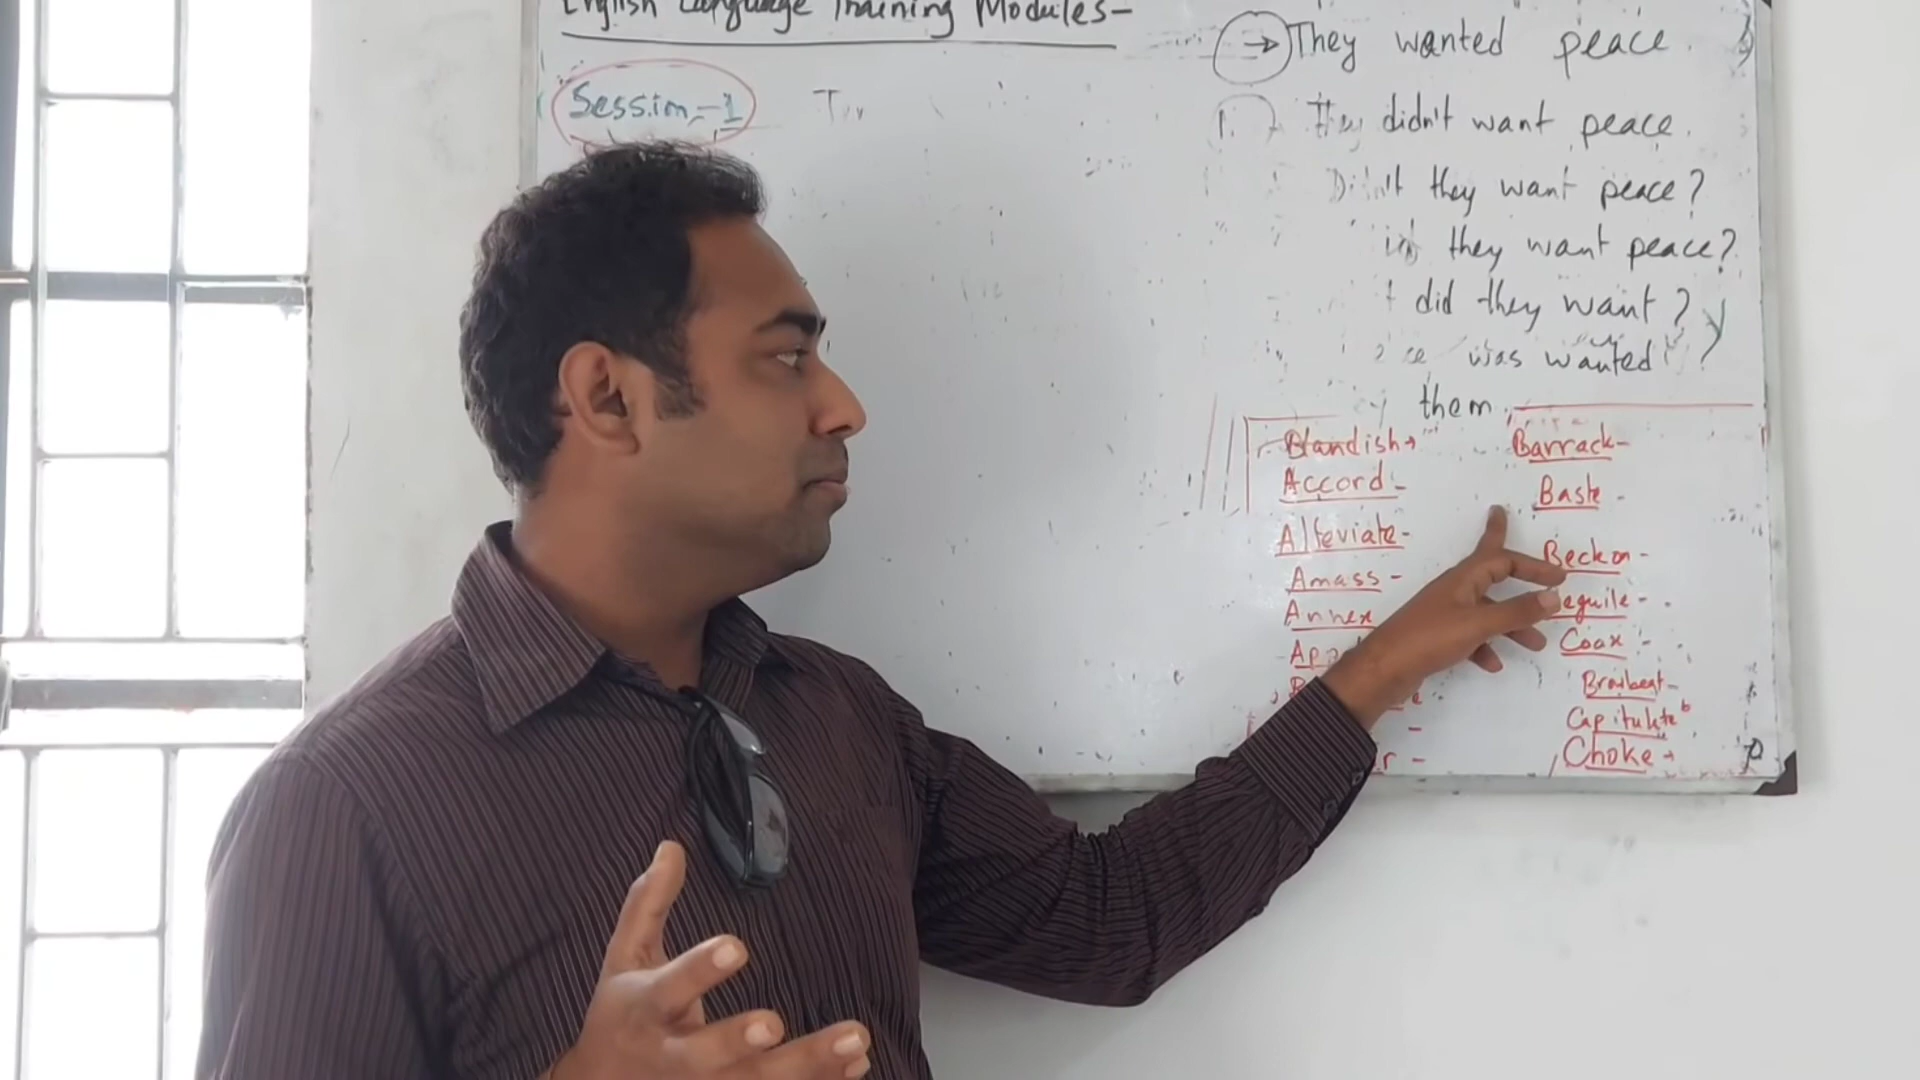 English Language Training Modules-
Session-1
→ They wanted peace.
1. They didn't want peace.
Didn't they want peace?
they want peace?
did they want?
was wanted
them.
Blandish→
Accord-
Alleviate-
Amass-
Annex
Barrack-
Baste-
Beckon-
eguile-
Coax-
Browbeat-
Capitulate
Choke→